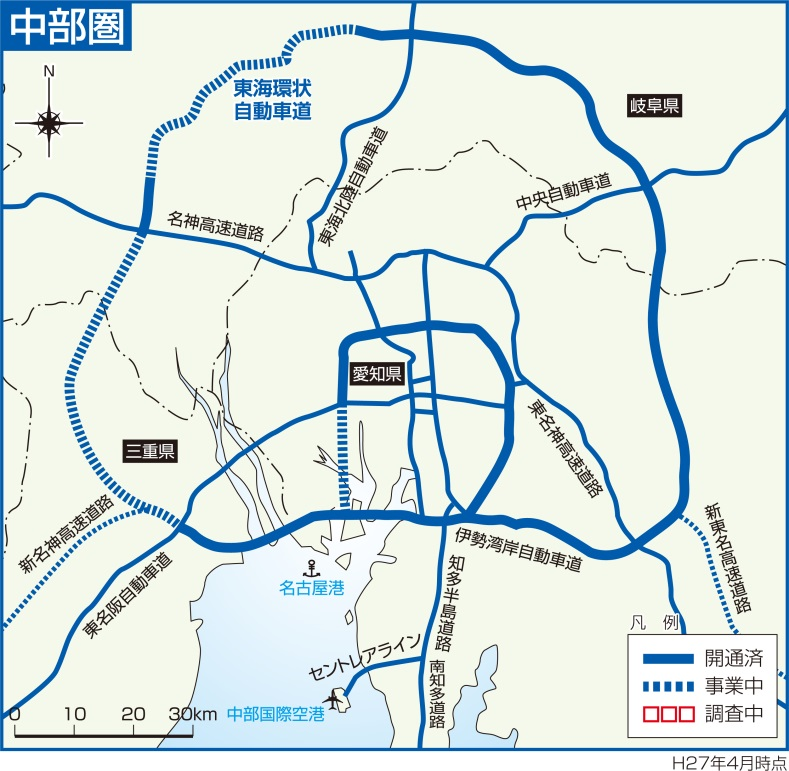 中部圏
N
東海環状
自動車道
岐阜県
東海北陸自動車道
中央自動車道
名神高速道路
愛知県
三重県
東名神高速道路
新名神高速道路
東名阪自動車道
伊勢湾岸自動車道
新東名高速道路
名古屋港
知多半島道路
セントレアライン
南知多道路
中部国際空港
0 10 20 30km
凡 例
開通済
事業中
調査中
H27年4月時点